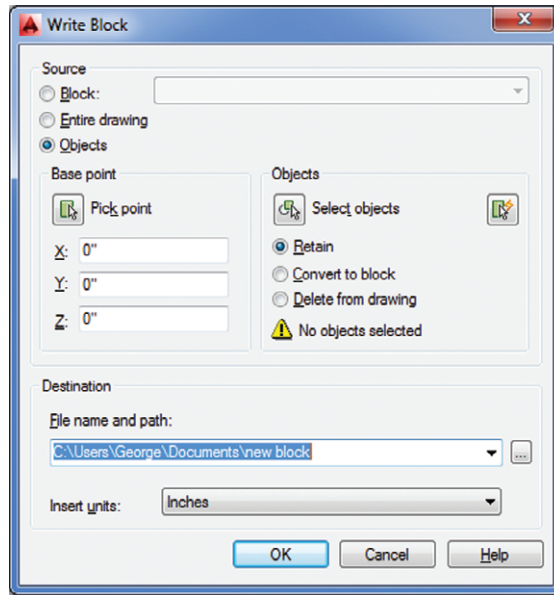 Write Block
Source
Block:
Entire drawing
Objects
Base point
Pick point
X: 0"
Y: 0"
Z: 0"
Objects
Select objects
Retain
Convert to block
Delete from drawing
No objects selected
Destination
File name and path:
C:\Users\George\Documents\new block
...
Insert units: Inches
OK Cancel Help